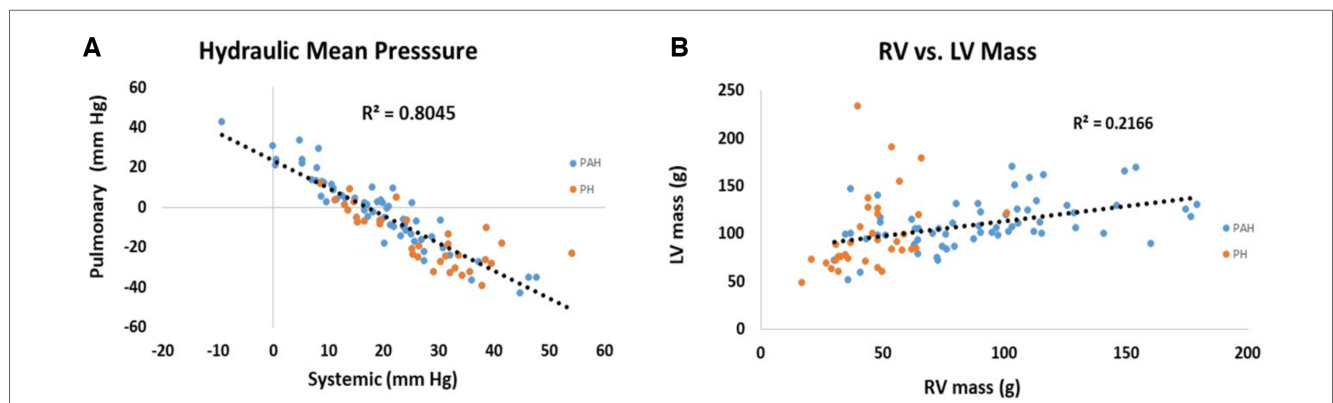 A
Hydraulic Mean Presssure
Pulmonary (mm Hg)
60
40
20
0
-20
-40
-60
R² = 0.8045
PAH
PH
-20 -10 0 10 20 30 40 50 60
Systemic (mm Hg)
B
RV vs. LV Mass
LV mass (g)
250
200
150
100
50
0
R² = 0.2166
PAH
PH
0 50 100 150 200
RV mass (g)